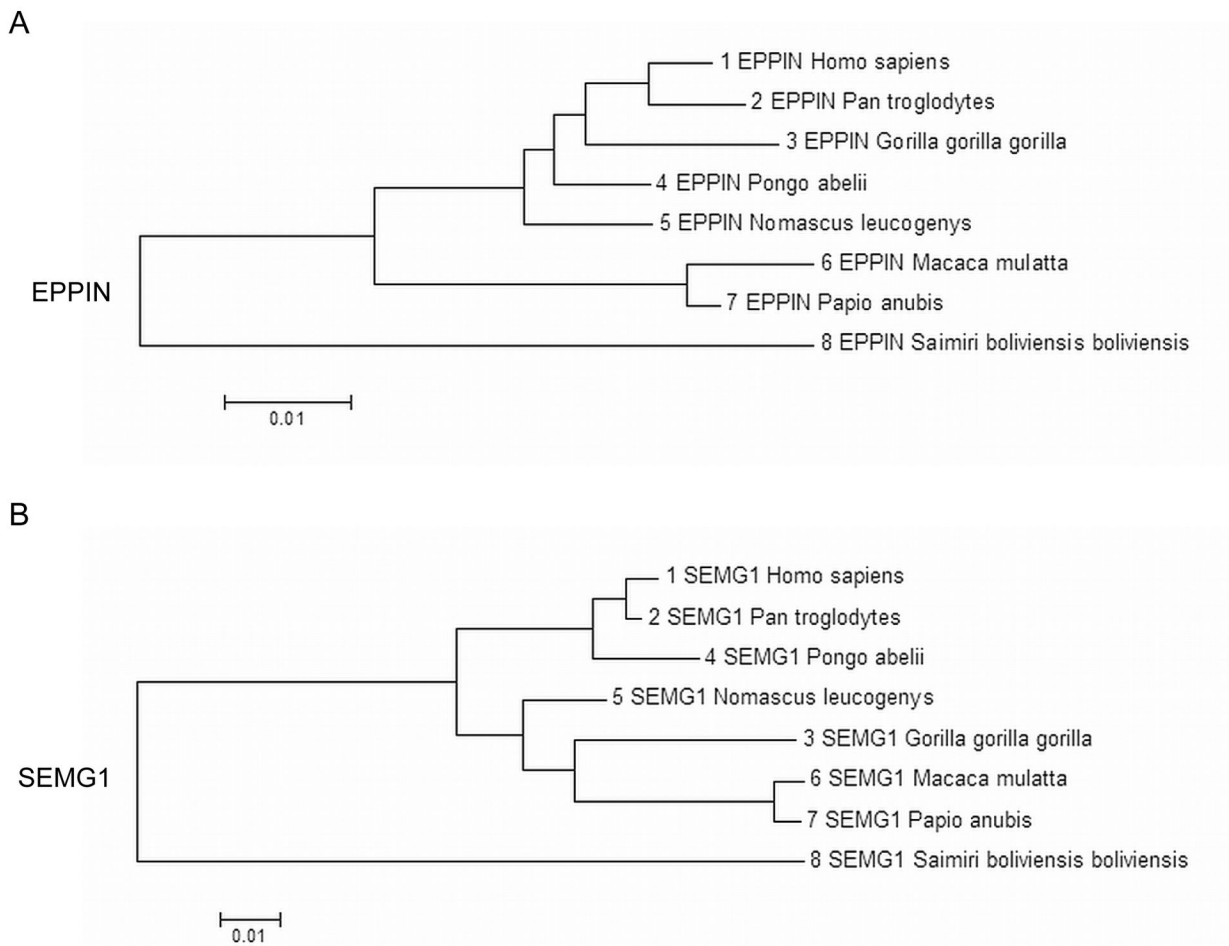 A
1 EPPIN Homo sapiens
2 EPPIN Pan troglodytes
3 EPPIN Gorilla gorilla gorilla
4 EPPIN Pongo abelii
5 EPPIN Nomascus leucogenys
6 EPPIN Macaca mulatta
EPPIN
7 EPPIN Papio anubis
8 EPPIN Saimiri boliviensis boliviensis
0.01
B
1 SEMG1 Homo sapiens
2 SEMG1 Pan troglodytes
4 SEMG1 Pongo abelii
5 SEMG1 Nomascus leucogenys
3 SEMG1 Gorilla gorilla gorilla
SEMG1
6 SEMG1 Macaca mulatta
7 SEMG1 Papio anubis
8 SEMG1 Saimiri boliviensis boliviensis
0.01